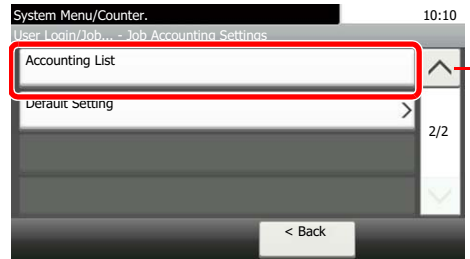 System Menu/Counter.
10:10
User Login/Job... - Job Accounting Settings
Accounting List
Default Setting
2/2
< Back